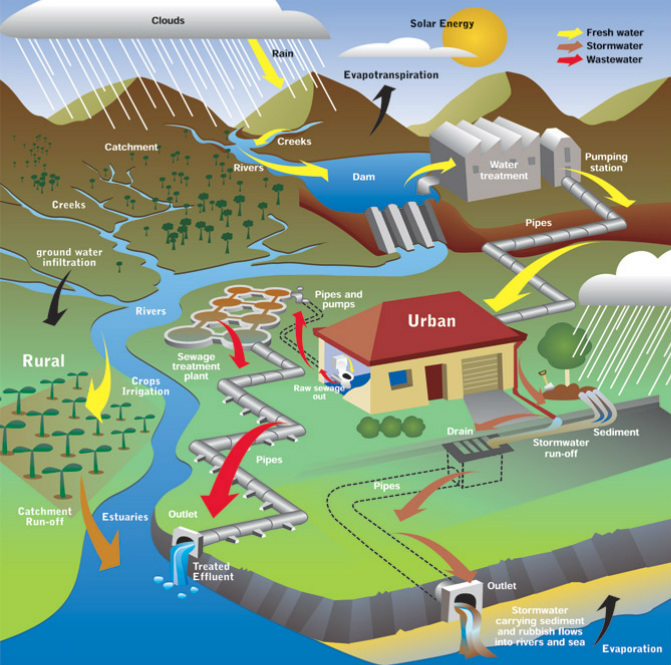 Clouds
Solar Energy
Fresh water
Stormwater
Wastewater
Rain
Evapotranspiration
Creeks
Catchment
Rivers
Dam
Water
treatment
Pumping
station
Creeks
Pipes
ground water
infiltration
Pipes and
pumps
Rivers
Urban
Sewage
treatment
plant
Rural
Raw sewage
out
Crops
Irrigation
Drain
Sediment
Stormwater
run-off
Pipes
Pipes
Catchment
Run-off
Estuaries
Outlet
Treated
Effluent
Outlet
Stormwater
carrying sediment
and rubbish flows
into rivers and sea
Evaporation